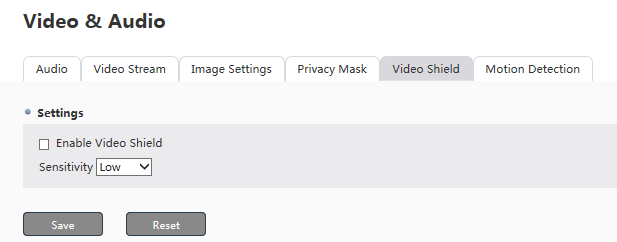 Video & Audio
Audio Video Stream Image Settings Privacy Mask Video Shield Motion Detection
Settings
Enable Video Shield
Sensitivity Low
Save Reset